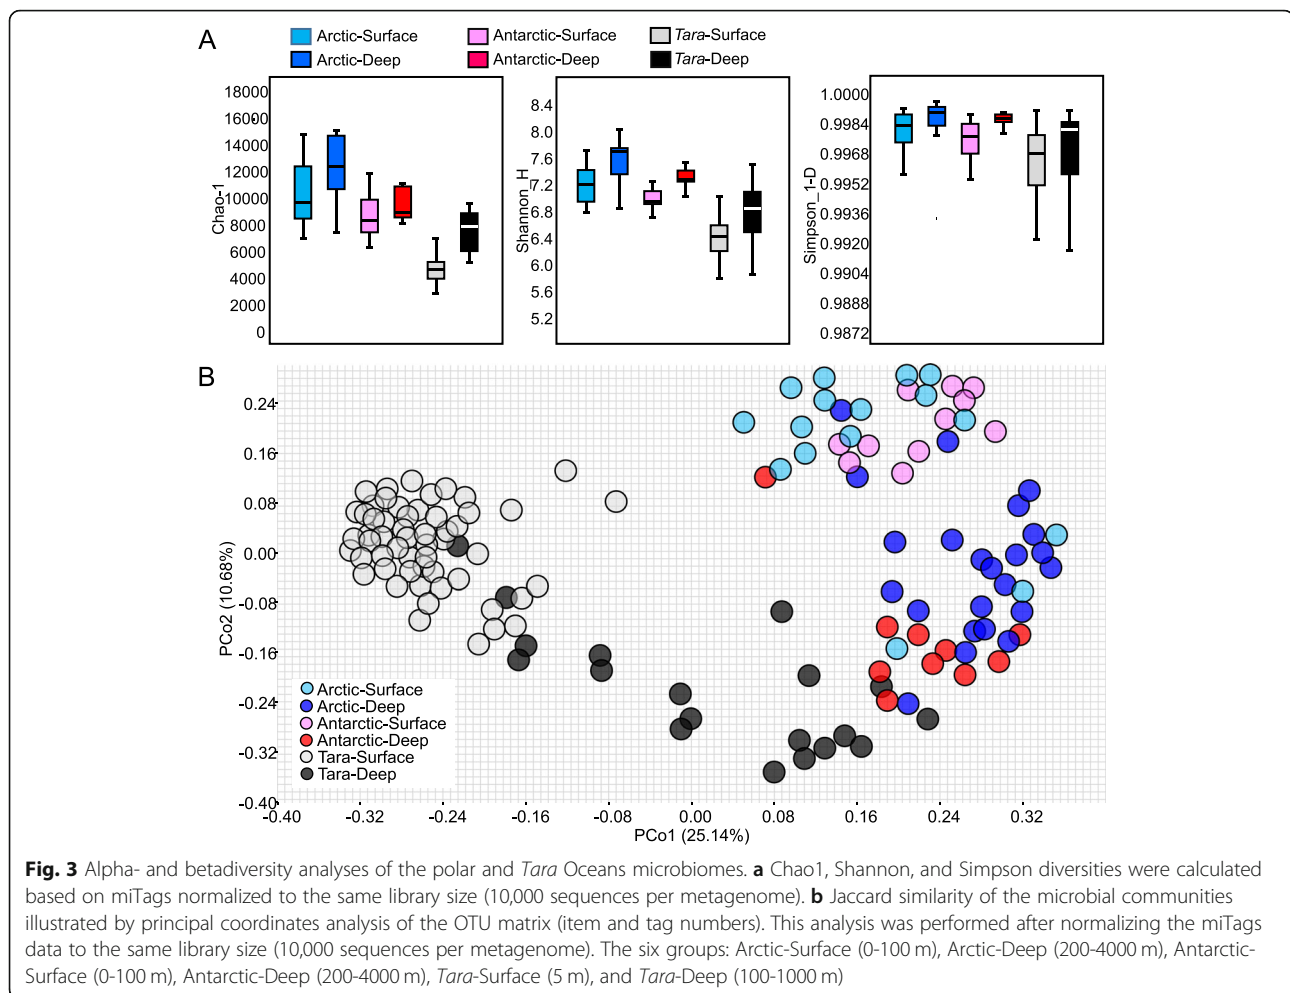 A
Arctic-Surface
Antarctic-Surface
Tara-Surface
Arctic-Deep
Antarctic-Deep
Tara-Deep
Chao-1
18000
16000
14000
12000
10000
8000
6000
4000
2000
0
Shannon_H
8.4
8.0
7.6
7.2
6.8
6.4
6.0
5.6
5.2
Simpson_1-D
1.0000
0.9984
0.9968
0.9952
0.9936
0.9920
0.9904
0.9888
0.9872
B
PCo2 (10.68%)
0.24
0.16
0.08
0.00
-0.08
-0.16
-0.24
-0.32
-0.40
Arctic-Surface
Arctic-Deep
Antarctic-Surface
Antarctic-Deep
Tara-Surface
Tara-Deep
-0.40 -0.32 -0.24 -0.16 -0.08 0.00 0.08 0.16 0.24 0.32
PCo1 (25.14%)
Fig. 3 Alpha- and betadiversity analyses of the polar and Tara Oceans microbiomes. a Chao1, Shannon, and Simpson diversities were calculated
based on miTags normalized to the same library size (10,000 sequences per metagenome). b Jaccard similarity of the microbial communities
illustrated by principal coordinates analysis of the OTU matrix (item and tag numbers). This analysis was performed after normalizing the miTags
data to the same library size (10,000 sequences per metagenome). The six groups: Arctic-Surface (0-100 m), Arctic-Deep (200-4000 m), Antarctic-
Surface (0-100 m), Antarctic-Deep (200-4000 m), Tara-Surface (5 m), and Tara-Deep (100-1000 m)